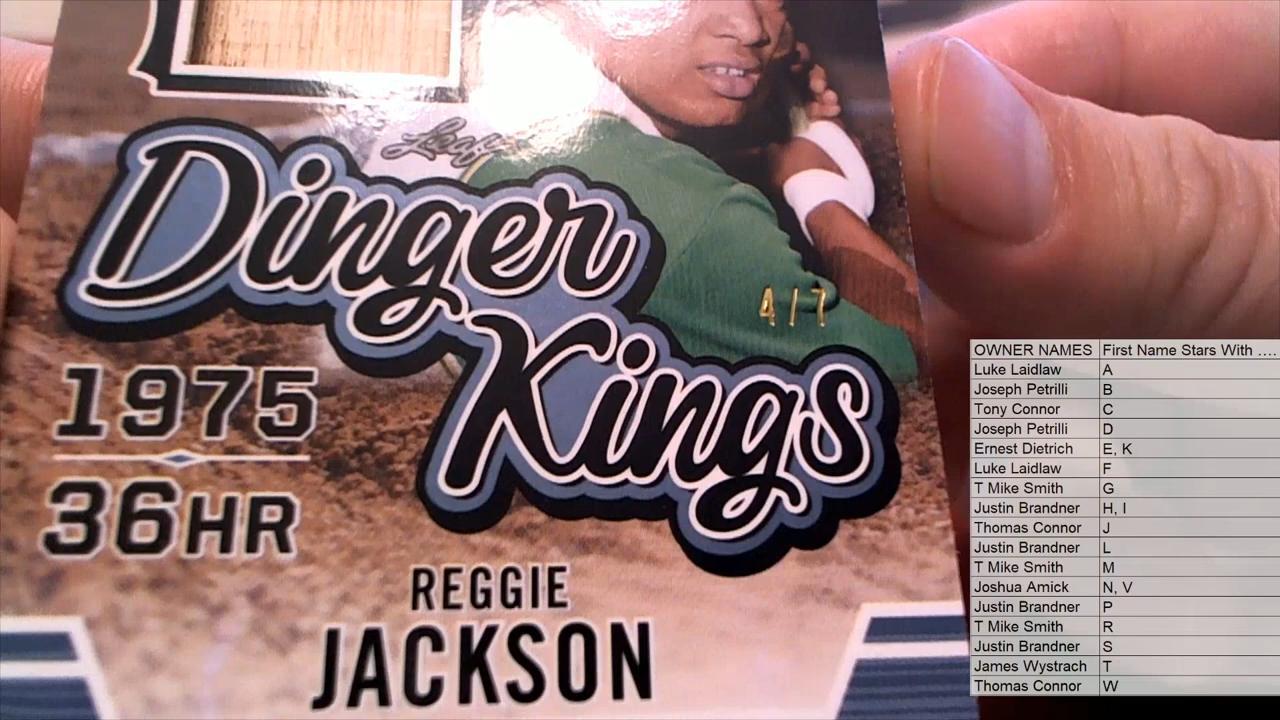 Leaf
Dinger
Kings
4/7
1975
36HR
REGGIE
JACKSON
OWNER NAMES First Name Stars With ....
Luke Laidlaw A
Joseph Petrilli B
Tony Connor C
Joseph Petrilli D
Ernest Dietrich E, K
Luke Laidlaw F
T Mike Smith G
Justin Brandner H, I
Thomas Connor J
Justin Brandner L
T Mike Smith M
Joshua Amick N, V
Justin Brandner P
T Mike Smith R
Justin Brandner S
James Wystrach T
Thomas Connor W